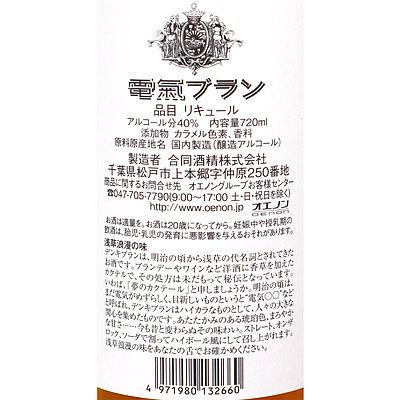 電氣ブラン
品目 リキュール
アルコール分40% 内容量720ml
添加物 カラメル色素、香料
原料原産地名 国内製造(醸造アルコール)
製造者 合同酒精株式会社
千葉県松戸市上本郷字仲原250番地
商品に関するお問合せ先 オエノングループお客様センター
☎047-705-7790(9:00〜17:00 土・日・祝日を除く)
http://www.oenon.jp オエノン
OENON
お酒は適量を。お酒は20歳になってから。妊娠中や授乳期の
飲酒は、胎児・乳児の発育に悪影響を与えるおそれがあります。
浅草浪漫の味
デンキブランは、明治の頃から浅草の代名詞とされてきた
お酒です。ブランデーやワインなど洋酒に香草を加えた
カクテルで、その処方は未だもって秘伝となっています。
いわば、「夢のカクテル」と申しましょうか。明治の頃は、
まだ電気がめずらしく、目新しいものというと"電気〇〇"など
と呼ばれ、デンキブランはハイカラなものとして、人々の大きな
関心を集めたものです。あたたかみのある琥珀色、まろやか
な甘さ……今も昔と変わらぬその味わい。ストレート、オンザ
ロック、ソーダで割ってハイボール風にして召し上がれます。
浅草浪漫の味をあなたの舌でお確かめください。
4 971980 132660